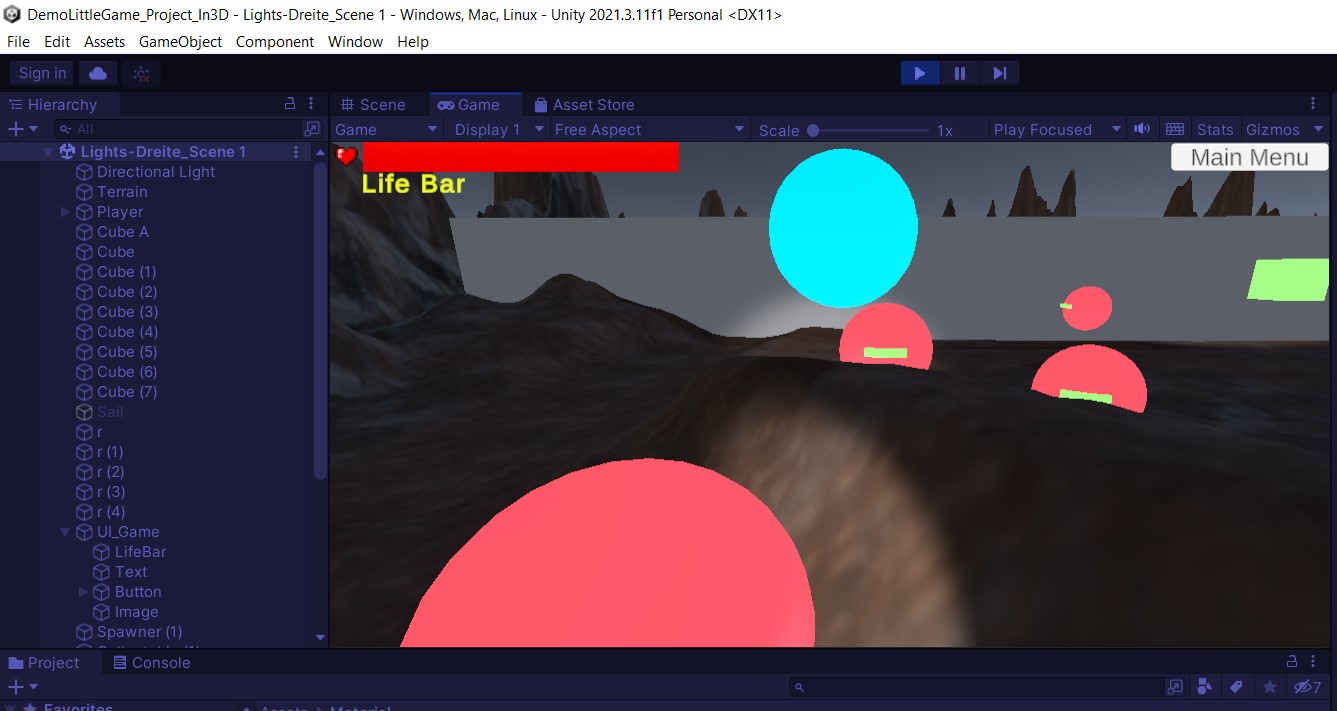 DemoLittleGame_Project_In3D - Lights-Dreite_Scene 1 - Windows, Mac, Linux - Unity 2021.3.11f1 Personal <DX11>
File Edit Assets GameObject Component Window Help
Sign in
Hierarchy
Scene Game Asset Store
All
Game Display 1 Free Aspect Scale 1x Play Focused Stats Gizmos
Lights-Dreite_Scene 1
Directional Light
Terrain
Player
Cube A
Cube
Cube (1)
Cube (2)
Cube (3)
Cube (4)
Cube (5)
Cube (6)
Cube (7)
Sail
r
r (1)
r (2)
r (3)
r (4)
UI_Game
LifeBar
Text
Button
Image
Spawner (1)
Life Bar
Main Menu
Project Console
7
Favorites
Assets > Material